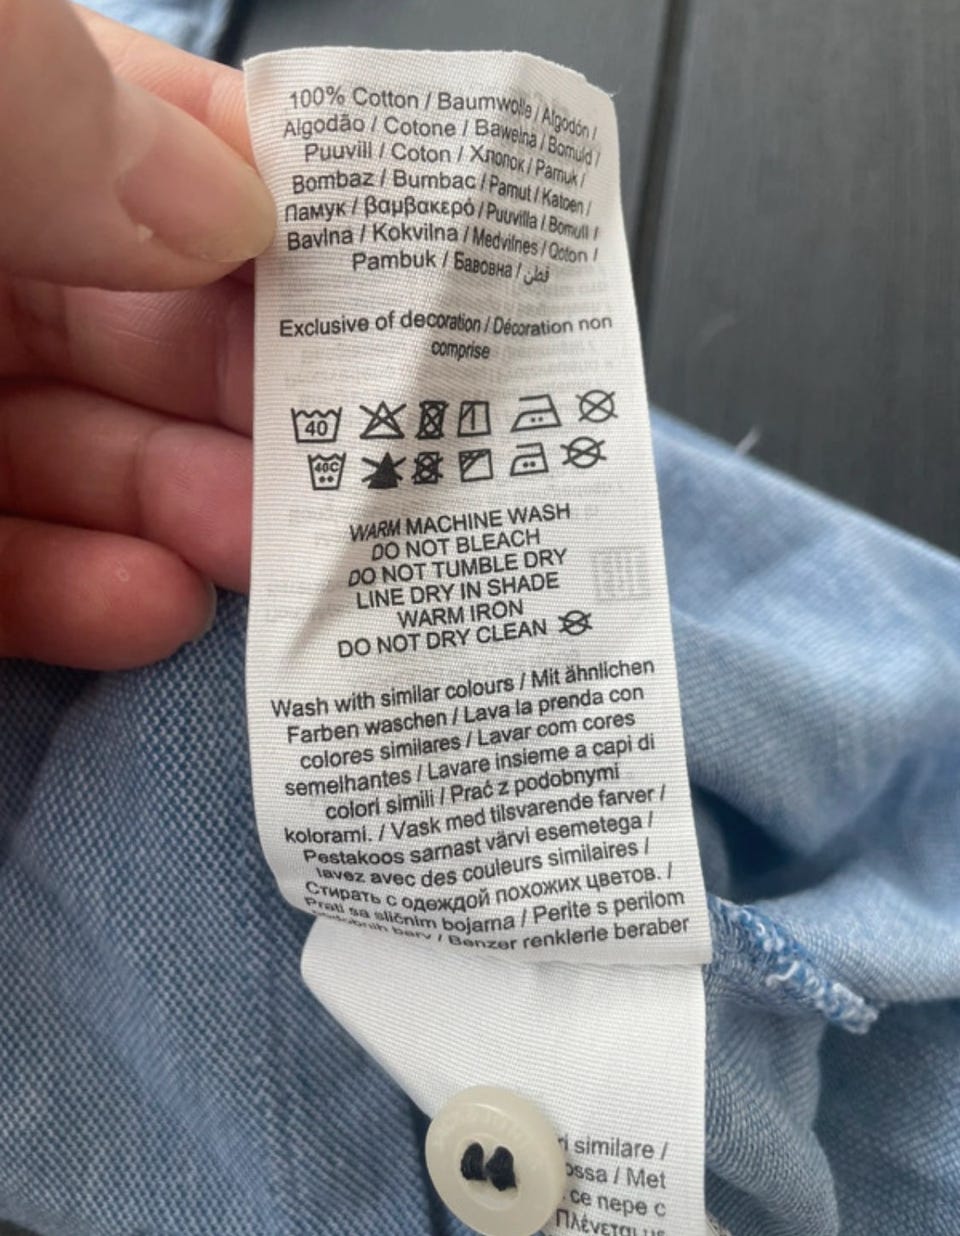 100% Cotton / Baumwolle / Algodón /
Algodão / Cotone / Bawełna / Bomuld /
Puuvill / Coton / Хлопок / Pamuk /
Bombaz / Bumbac / Pamut / Katoen /
Памук / βαμβακερό / Puuvilla / Bomull /
Bavlna / Kokvilna / Medvilnės / Qoton /
Pambuk / Бавовна / قطن
Exclusive of decoration / Décoration non
comprise
40
40C
WARM MACHINE WASH
DO NOT BLEACH
DO NOT TUMBLE DRY
LINE DRY IN SHADE
WARM IRON
DO NOT DRY CLEAN
Wash with similar colours / Mit ähnlichen
Farben waschen / Lava la prenda con
colores similares / Lavar com cores
semelhantes / Lavare insieme a capi di
colori simili / Prać z podobnymi
kolorami. / Vask med tilsvarende farver /
Pestakoos sarnast värvi esemetega /
lavez avec des couleurs similaires /
Стирать с одеждой похожих цветов. /
Prati sa sličnim bojama / Perite s perilom
podobnih barv / Benzer renklerle beraber
similare /
/ Met
се пере с
Πλένεται